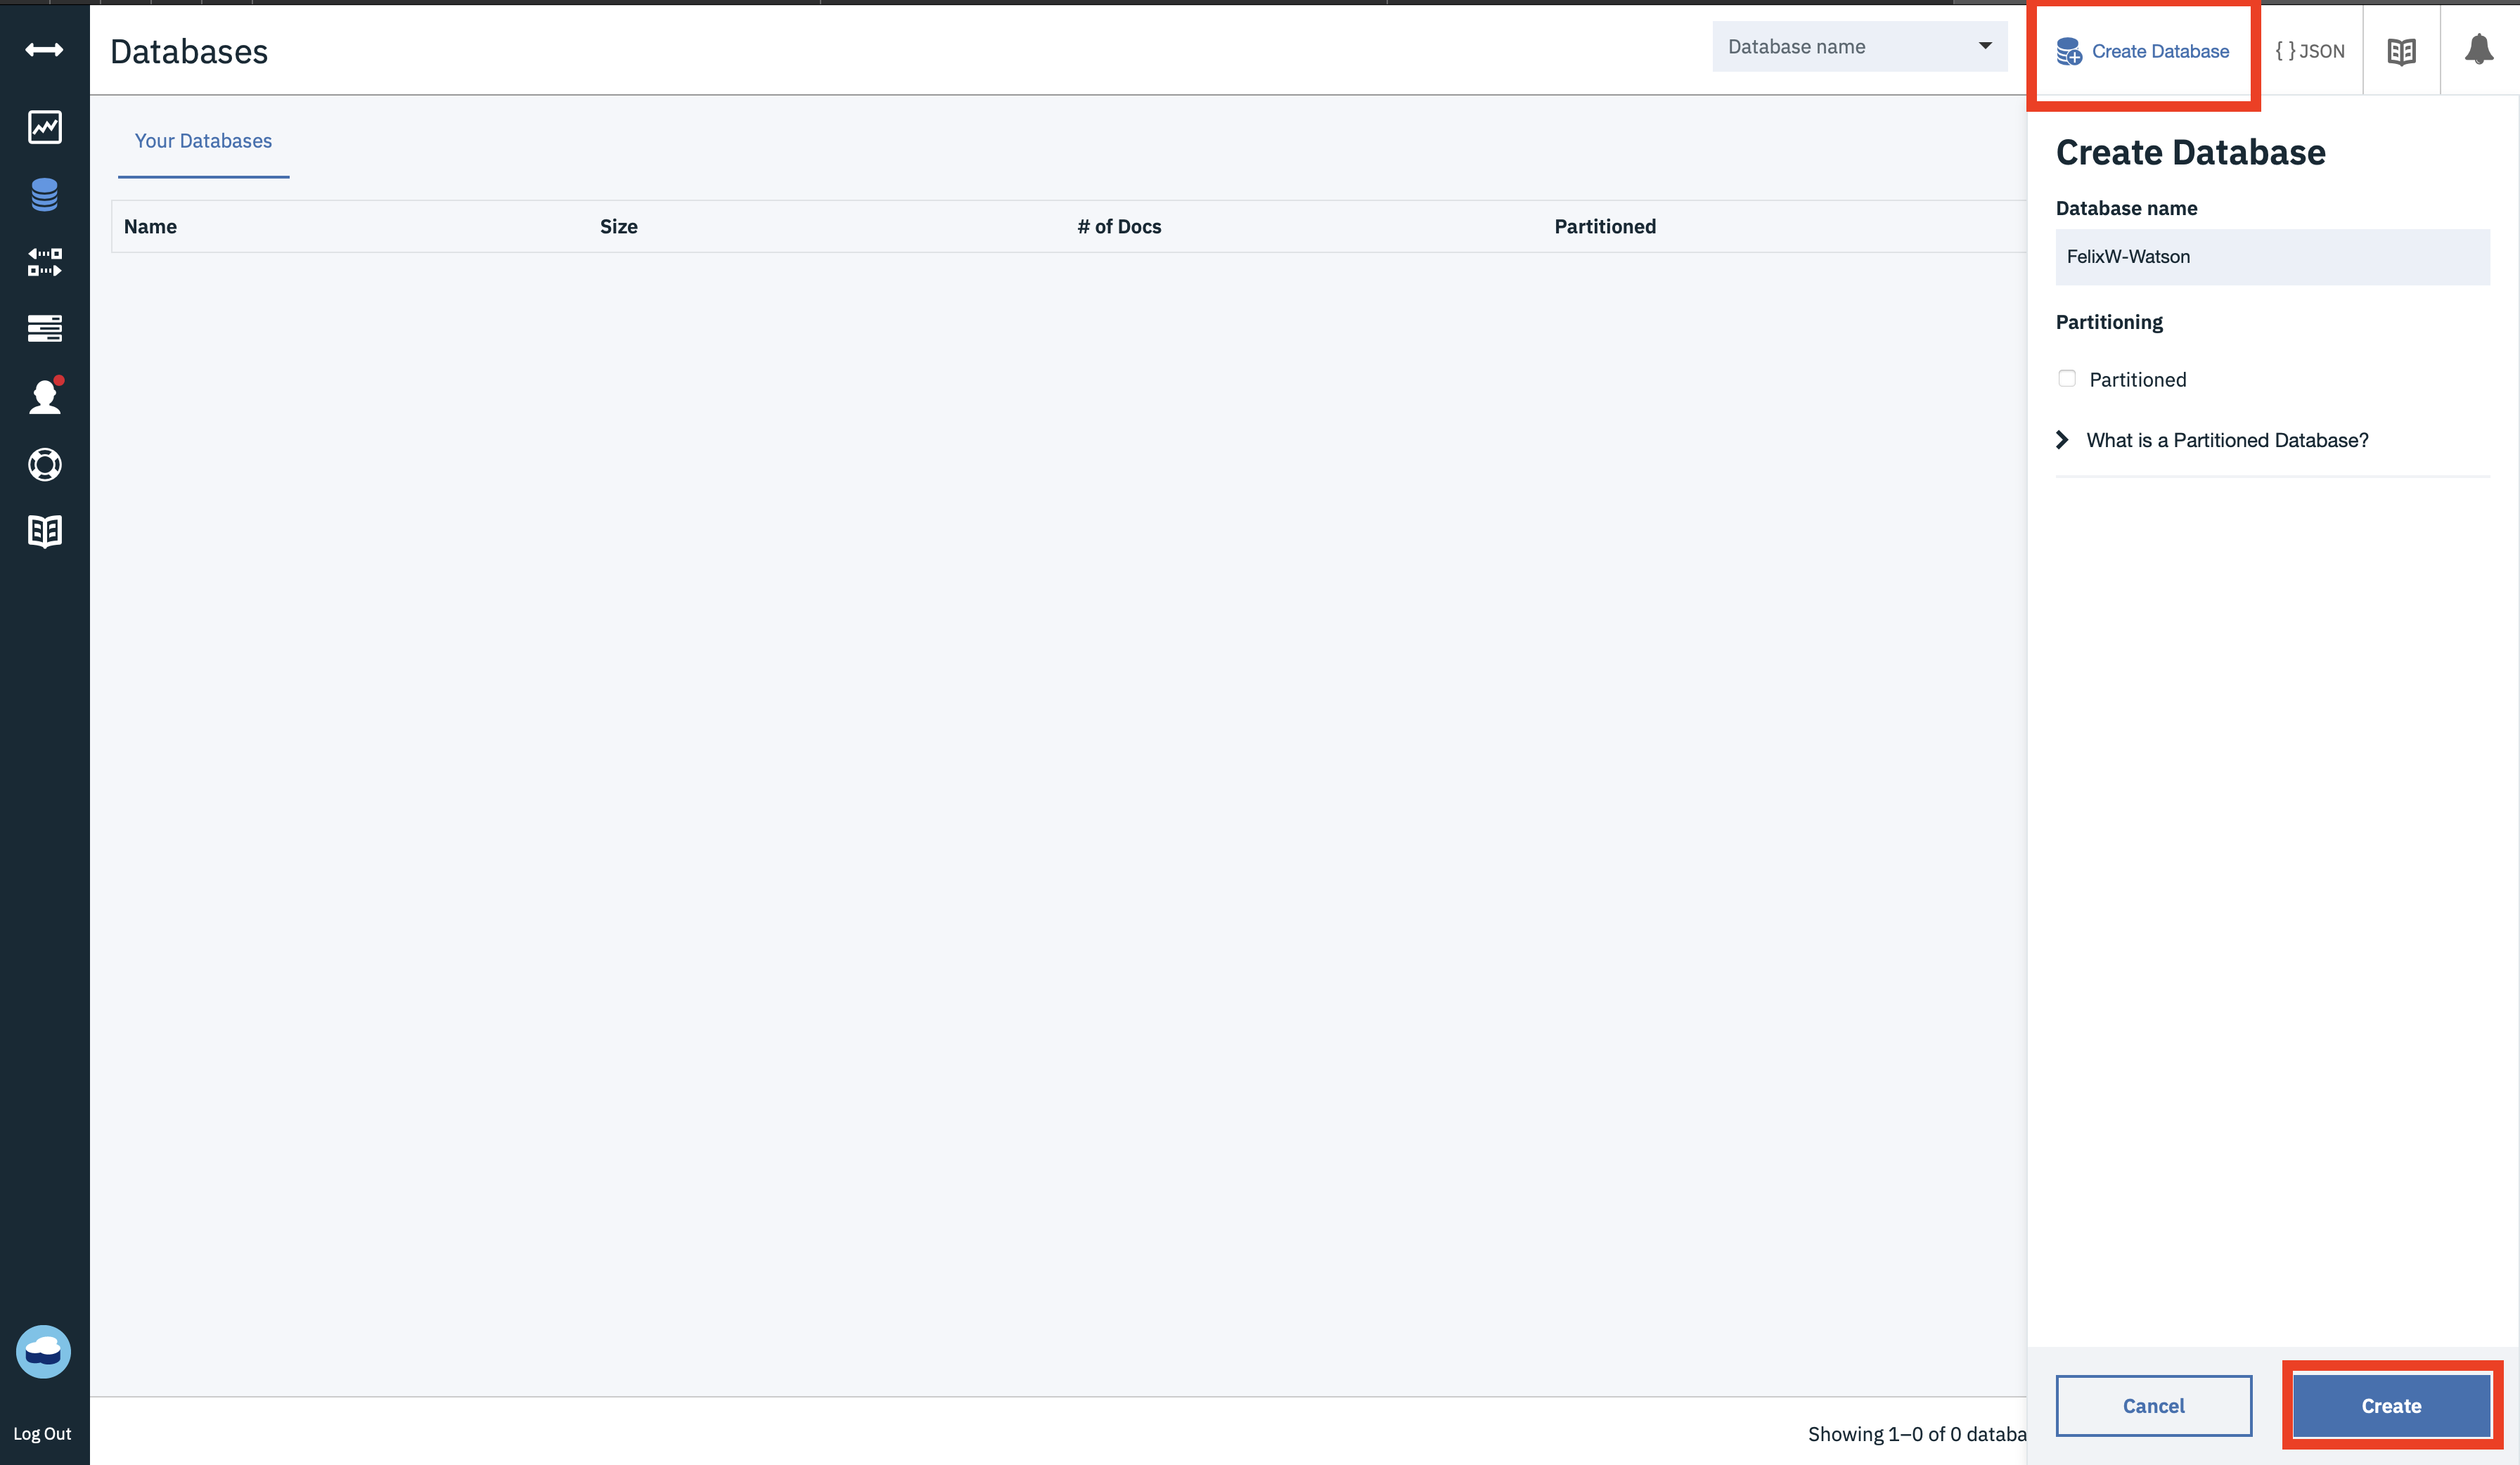 Databases
Database name
Create Database
{ } JSON
Your Databases
Name Size # of Docs Partitioned
Create Database
Database name
FelixW-Watson
Partitioning
Partitioned
What is a Partitioned Database?
Showing 1–0 of 0 databa
Cancel
Create
Log Out